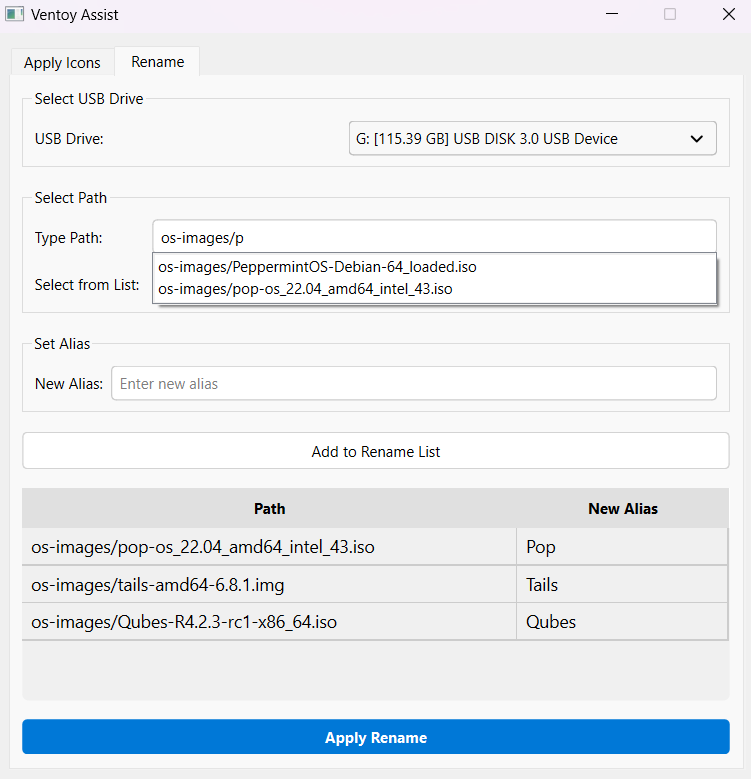 Ventoy Assist
Apply Icons
Rename
Select USB Drive
USB Drive:
G: [115.39 GB] USB DISK 3.0 USB Device
Select Path
Type Path:
os-images/p
os-images/PeppermintOS-Debian-64_loaded.iso
Select from List:
os-images/pop-os_22.04_amd64_intel_43.iso
Set Alias
New Alias:
Enter new alias
Add to Rename List
Path
New Alias
os-images/pop-os_22.04_amd64_intel_43.iso
Pop
os-images/tails-amd64-6.8.1.img
Tails
os-images/Qubes-R4.2.3-rc1-x86_64.iso
Qubes
Apply Rename